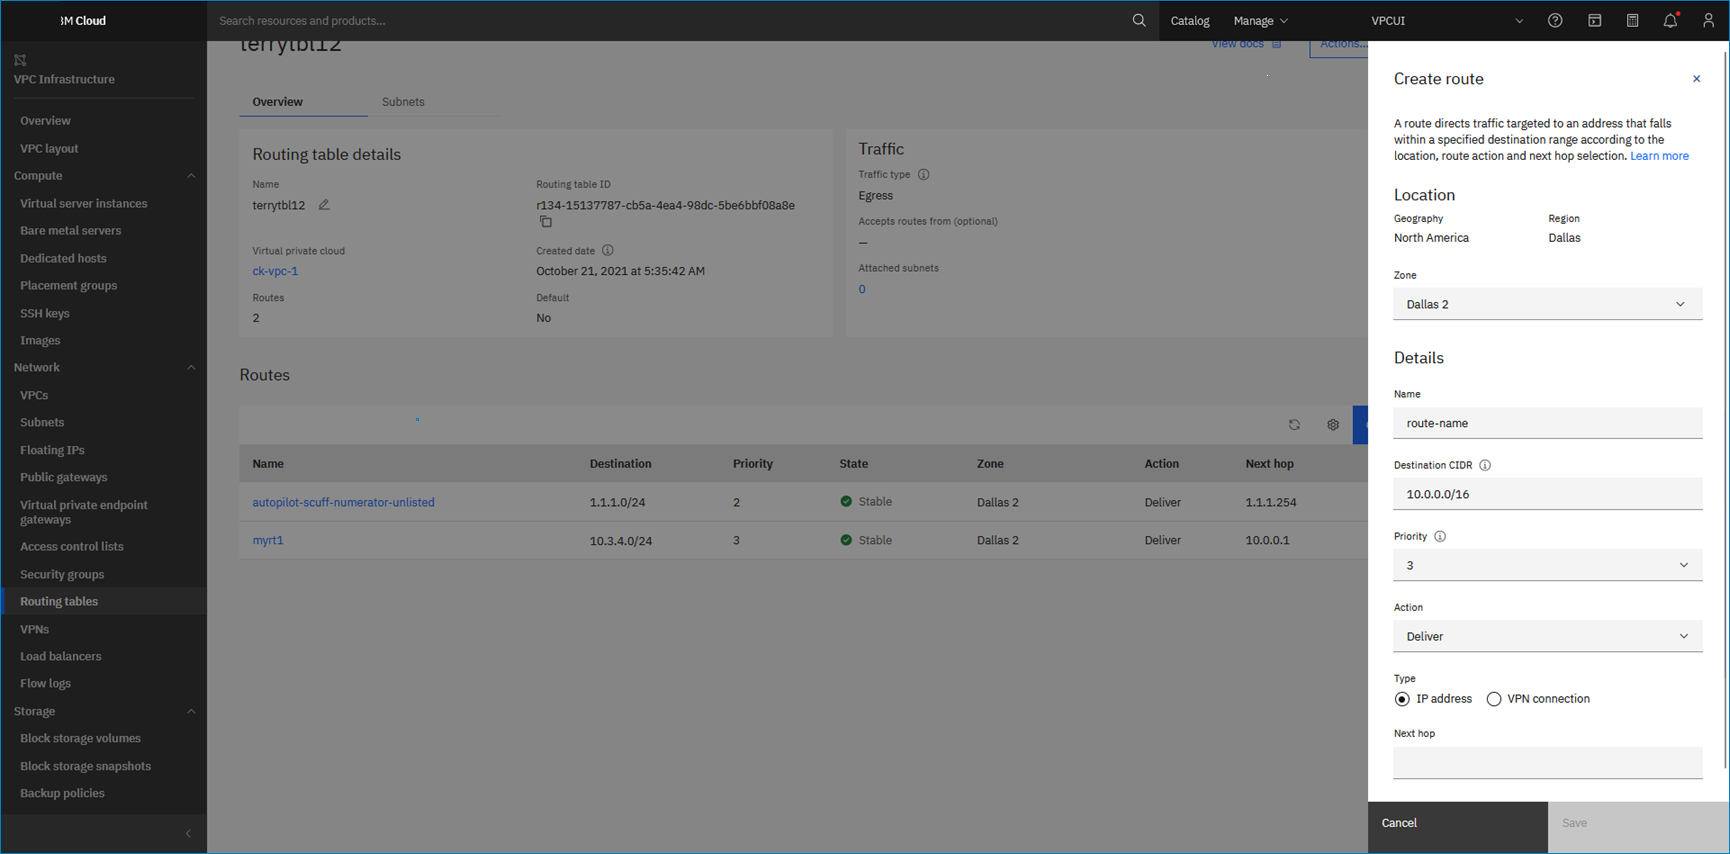 BM Cloud
Search resources and products...
Catalog
Manage
VPCUI
VPC Infrastructure
Overview
VPC layout
Compute
Virtual server instances
Bare metal servers
Dedicated hosts
Placement groups
SSH keys
Images
Network
VPCs
Subnets
Floating IPs
Public gateways
Virtual private endpoint
gateways
Access control lists
Security groups
Routing tables
VPNs
Load balancers
Flow logs
Storage
Block storage volumes
Block storage snapshots
Backup policies
terrytbl12
View docs
Actions...
Overview
Subnets
Routing table details
Name
terrytbl12
Routing table ID
r134-15137787-cb5a-4ea4-98dc-5be6bbf08a8e
Virtual private cloud
ck-vpc-1
Created date
October 21, 2021 at 5:35:42 AM
Routes
2
Default
No
Traffic
Traffic type
Egress
Accepts routes from (optional)
—
Attached subnets
0
Routes
Name Destination Priority State Zone Action Next hop
autopilot-scuff-numerator-unlisted 1.1.1.0/24 2 Stable Dallas 2 Deliver 1.1.1.254
myrt1 10.3.4.0/24 3 Stable Dallas 2 Deliver 10.0.0.1
Create route
A route directs traffic targeted to an address that falls
within a specified destination range according to the
location, route action and next hop selection. Learn more
Location
Geography
North America
Region
Dallas
Zone
Dallas 2
Details
Name
route-name
Destination CIDR
10.0.0.0/16
Priority
3
Action
Deliver
Type
IP address
VPN connection
Next hop
Cancel
Save